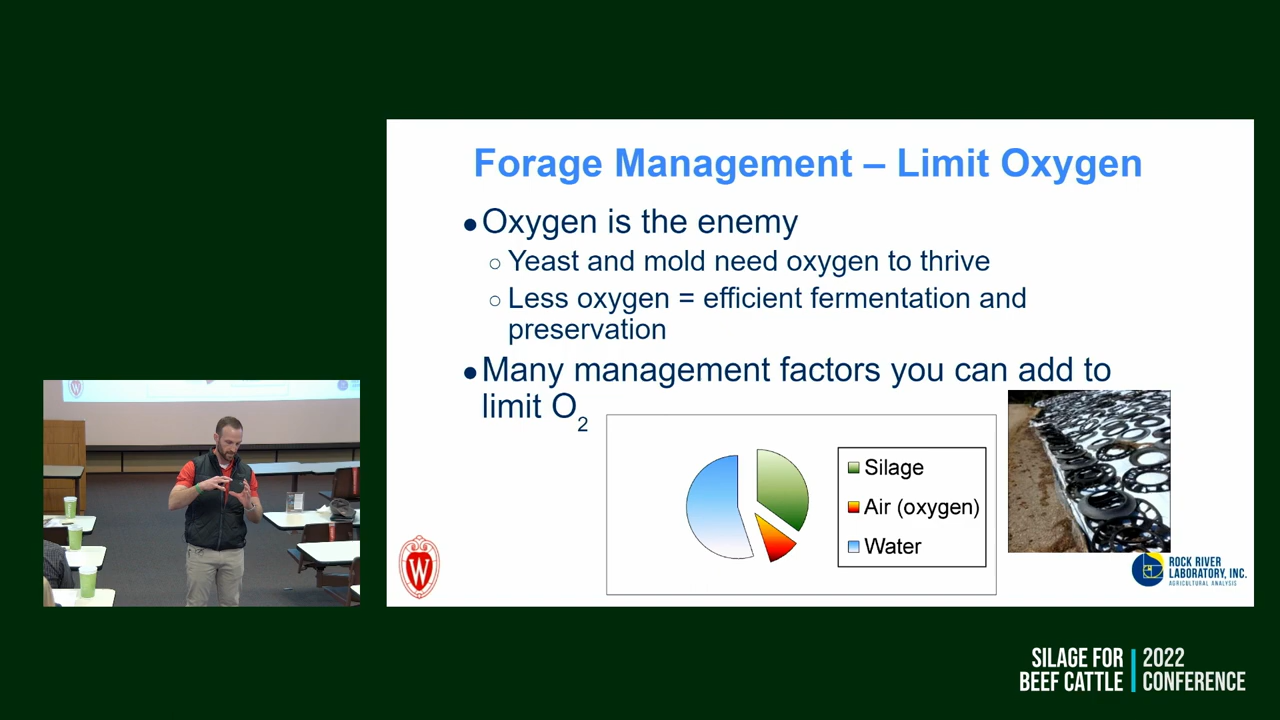 Forage Management – Limit Oxygen
●Oxygen is the enemy
○ Yeast and mold need oxygen to thrive
○ Less oxygen = efficient fermentation and
preservation
●Many management factors you can add to
limit O2
Silage
Air (oxygen)
Water
W
ROCK RIVER
LABORATORY, INC.
AGRICULTURAL ANALYSIS
SILAGE FOR
BEEF CATTLE
2022
CONFERENCE